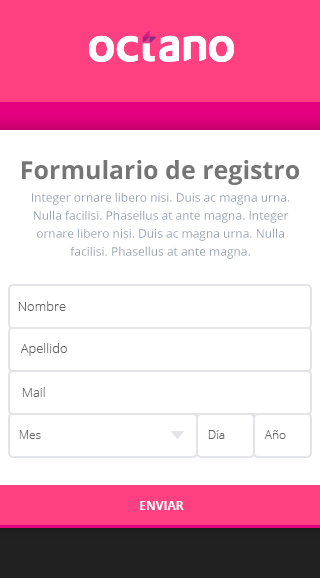 octano
Formulario de registro
Integer ornare libero nisi. Duis ac magna urna.
Nulla facilisi. Phasellus at ante magna. Integer
ornare libero nisi. Duis ac magna urna. Nulla
facilisi. Phasellus at ante magna.
Nombre
Apellido
Mail
Mes Día Año
ENVIAR